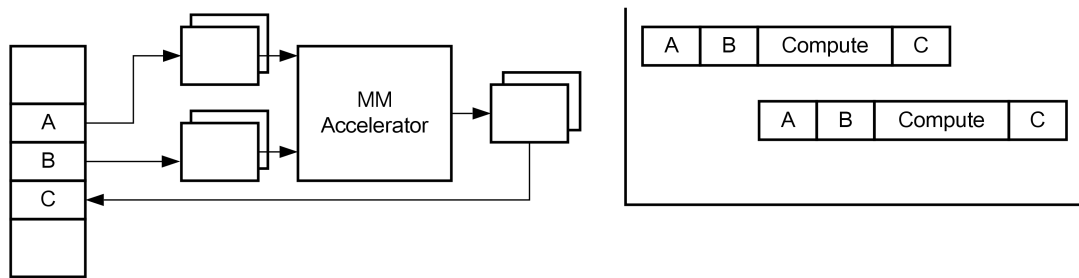 A
B
C
MM
Accelerator
A B Compute C
A B Compute C